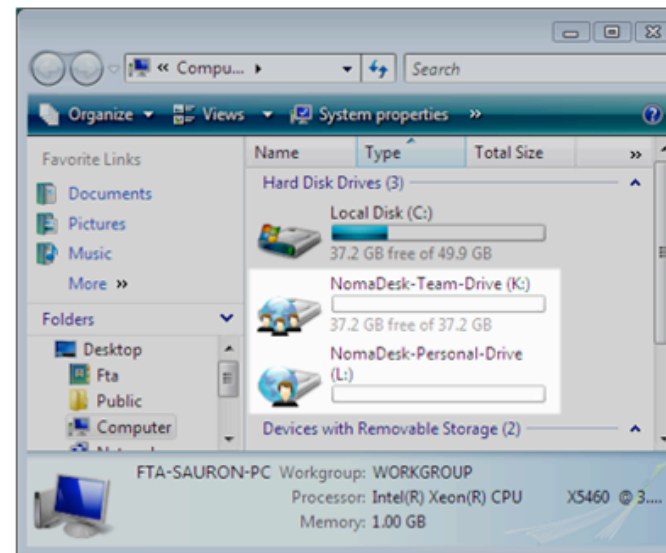 « Compu...
Search
Organize Views System properties »
Name Type Total Size »
Favorite Links
Documents
Pictures
Music
More »
Folders
Desktop
Fta
Public
Computer
Hard Disk Drives (3)
Local Disk (C:)
37.2 GB free of 49.9 GB
NomaDesk-Team-Drive (K:)
37.2 GB free of 37.2 GB
NomaDesk-Personal-Drive
(L:)
Devices with Removable Storage (2)
FTA-SAURON-PC Workgroup: WORKGROUP
Processor: Intel(R) Xeon(R) CPU X5460 @ 3....
Memory: 1.00 GB